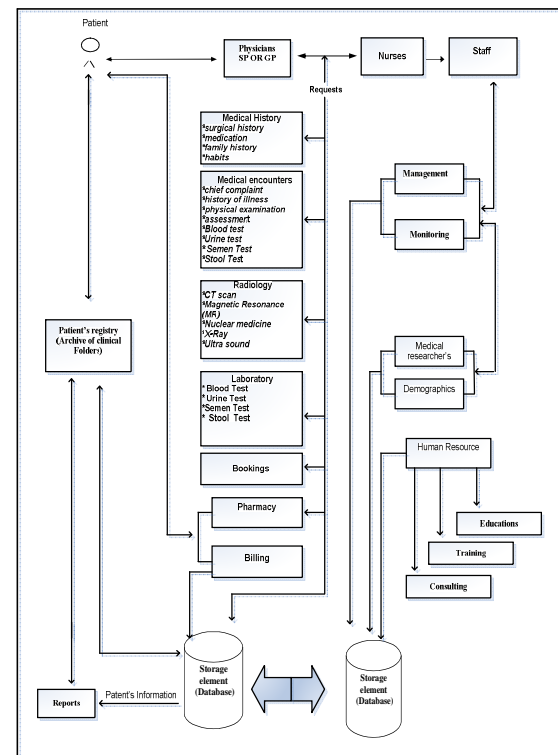 Patient
Physicians
SP OR GP
Nurses
Staff
Requests
Medical History
*surgical history
*medication
*family history
*habits
Medical encounters
*chief complaint
*history of illness
*physical examination
*assessment
*Blood test
*Urine test
* Semen Test
*Stool Test
Management
Monitoring
Radiology
*CT scan
*Magnetic Resonance
(MR)
*Nuclear medicine
*X-Ray
*Ultra sound
Patient's registry
(Archive of clinical
Folders)
Medical
researcher's
Demographics
Laboratory
* Blood Test
* Urine Test
*Semen Test
* Stool Test
Human Resource
Bookings
Pharmacy
Educations
Billing
Training
Consulting
Storage
element
(Database)
Storage
element
(Database)
Reports
Patent's Information